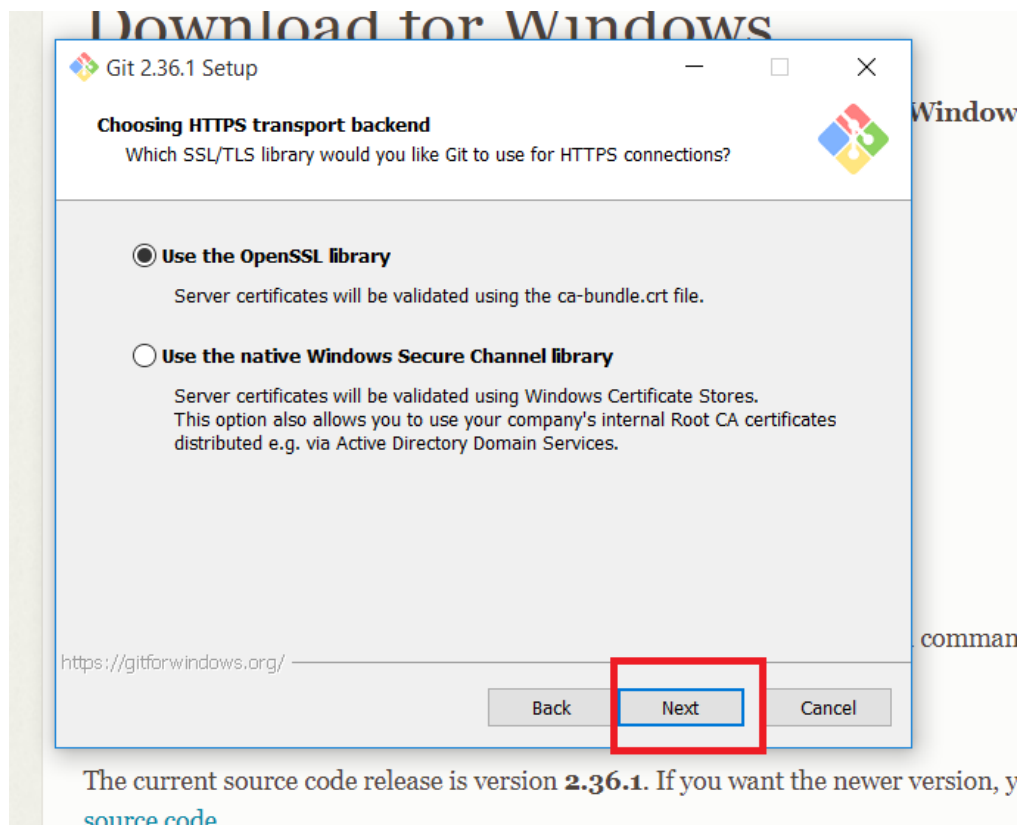 Download for Windows
Git 2.36.1 Setup
Window
Choosing HTTPS transport backend
Which SSL/TLS library would you like Git to use for HTTPS connections?
Use the OpenSSL library
Server certificates will be validated using the ca-bundle.crt file.
Use the native Windows Secure Channel library
Server certificates will be validated using Windows Certificate Stores.
This option also allows you to use your company's internal Root CA certificates
distributed e.g. via Active Directory Domain Services.
comman
https://gitforwindows.org/
Back
Next
Cancel
The current source code release is version 2.36.1. If you want the newer version, y
source code